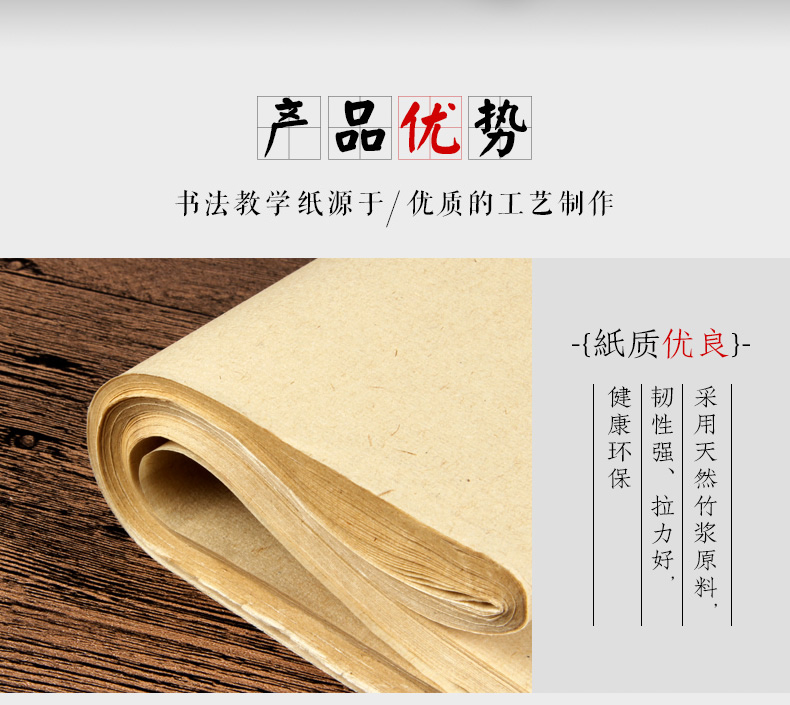 产品优势
书法教学纸源于/优质的工艺制作
-{紙质优良}-
采用天然竹浆原料，
韧性强、拉力好，
健康环保